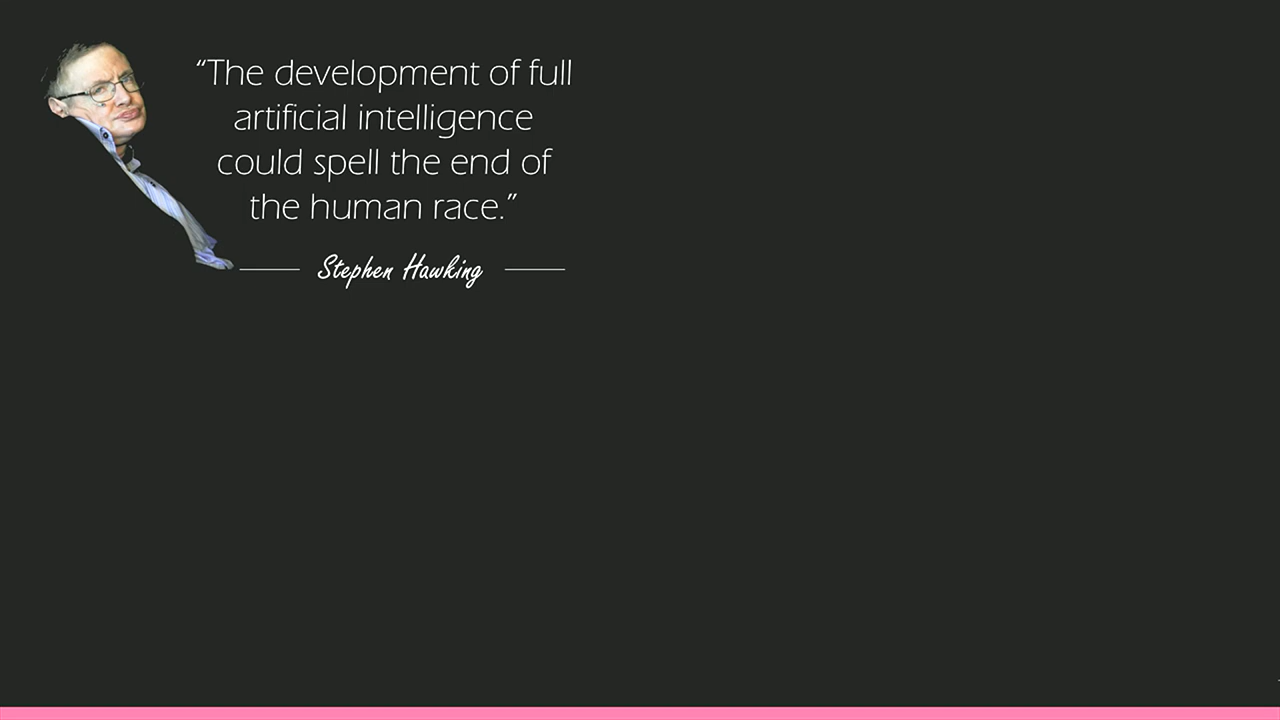 “The development of full
artificial intelligence
could spell the end of
the human race.”
Stephen Hawking